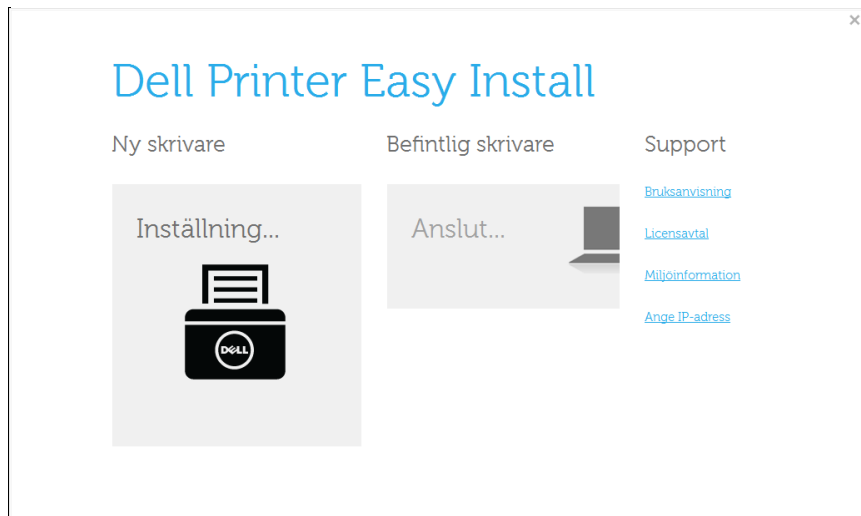 Dell Printer Easy Install
Ny skrivare
Inställning...
DELL
Befintlig skrivare
Anslut...
Support
Bruksanvisning
Licensavtal
Miljöinformation
Ange IP-adress